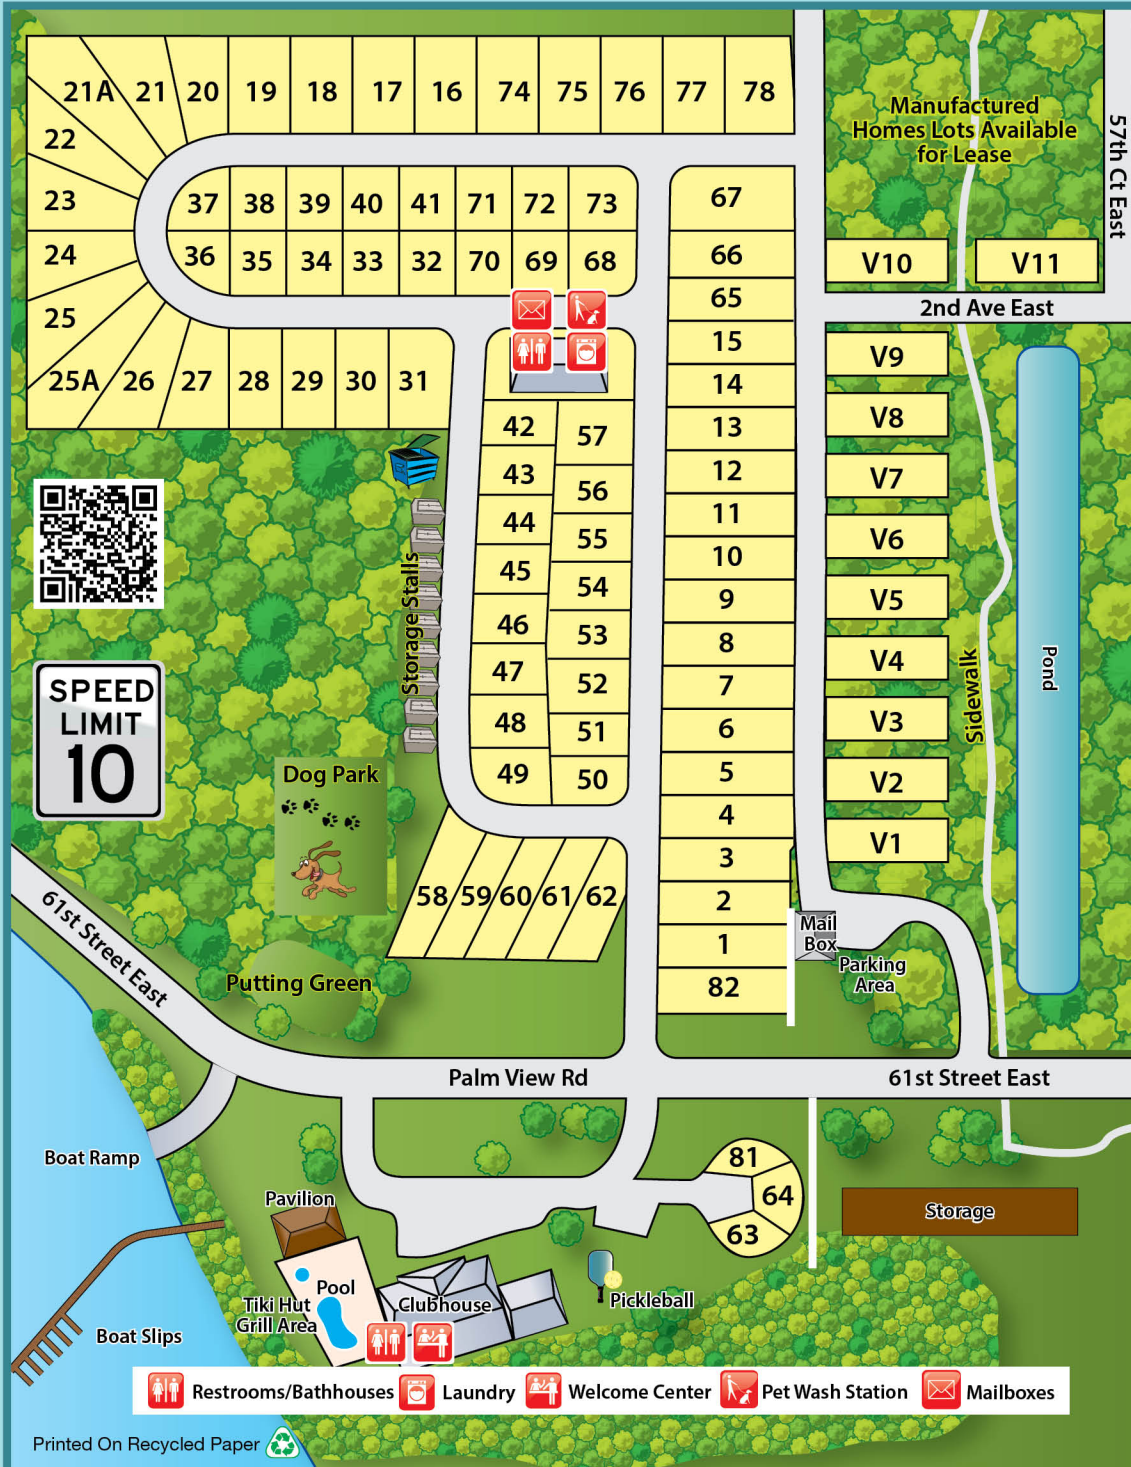 21A 21 20 19 18 17 16 74 75 76 77 78
22
23
24
25
25A 26 27 28 29 30 31
37 38 39 40 41 71 72 73
36 35 34 33 32 70 69 68
67
66
65
15
14
13
12
11
10
9
8
7
6
5
4
3
2
1
82
42
43
44
45
46
47
48
49
57
56
55
54
53
52
51
50
58 59 60 61 62
Manufactured
Homes Lots Available
for Lease
57th Ct East
V10
V11
2nd Ave East
V9
V8
V7
V6
V5
V4
V3
V2
V1
Sidewalk
Pond
Storage Stalls
SPEED
LIMIT
10
Dog Park
Putting Green
61st Street East
Mail
Box
Parking
Area
Palm View Rd
61st Street East
Boat Ramp
Pavilion
81
64
63
Storage
Pool
Tiki Hut
Grill Area
Clubhouse
Pickleball
Boat Slips
Restrooms/Bathhouses Laundry Welcome Center Pet Wash Station Mailboxes
Printed On Recycled Paper